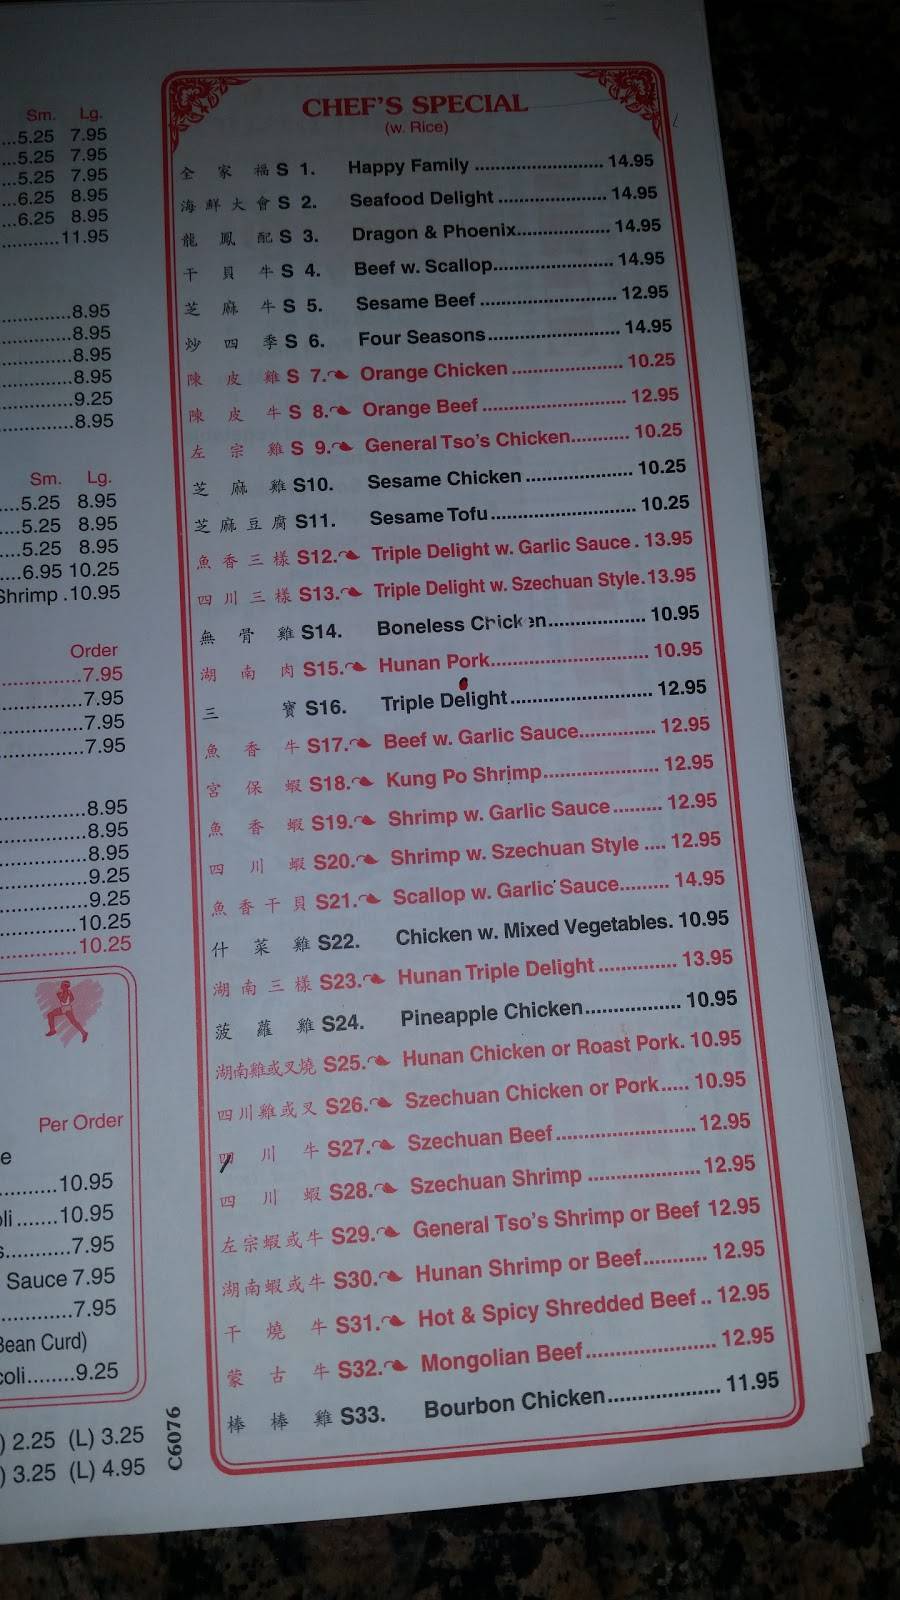 Sm. Lg.
...5.25 7.95
...5.25 7.95
...5.25 7.95
...6.25 8.95
...6.25 8.95
............11.95
............8.95
............8.95
............8.95
............8.95
............9.25
............8.95
Sm. Lg.
....5.25 8.95
....5.25 8.95
....5.25 8.95
....6.95 10.25
Shrimp .10.95
Order
............7.95
............7.95
............7.95
............7.95
............8.95
............8.95
............8.95
............9.25
............9.25
............10.25
............10.25
Per Order
e
..........10.95
oli.......10.95
s...........7.95
Sauce 7.95
............7.95
Bean Curd)
coli........9.25
) 2.25 (L) 3.25
) 3.25 (L) 4.95
C6076
CHEF'S SPECIAL
(w. Rice)
全家福 S 1. Happy Family ........................ 14.95
海鮮大會 S 2. Seafood Delight .................... 14.95
龍鳳配 S 3. Dragon & Phoenix.................. 14.95
干貝牛 S 4. Beef w. Scallop....................... 14.95
芝麻牛 S 5. Sesame Beef .......................... 12.95
炒四季 S 6. Four Seasons......................... 14.95
陳皮雞 S 7. Orange Chicken ..................... 10.25
陳皮牛 S 8. Orange Beef ........................... 12.95
左宗雞 S 9. General Tso's Chicken........... 10.25
芝麻雞 S10. Sesame Chicken .................... 10.25
芝麻豆腐 S11. Sesame Tofu........................... 10.25
魚香三樣 S12. Triple Delight w. Garlic Sauce . 13.95
四川三樣 S13. Triple Delight w. Szechuan Style. 13.95
無骨雞 S14. Boneless Chicken.................. 10.95
湖南肉 S15. Hunan Pork............................. 10.95
三寶 S16. Triple Delight .......................... 12.95
魚香牛 S17. Beef w. Garlic Sauce.............. 12.95
宮保蝦 S18. Kung Po Shrimp..................... 12.95
魚香蝦 S19. Shrimp w. Garlic Sauce ......... 12.95
四川蝦 S20. Shrimp w. Szechuan Style .... 12.95
魚香干貝 S21. Scallop w. Garlic Sauce......... 14.95
什菜雞 S22. Chicken w. Mixed Vegetables. 10.95
湖南三樣 S23. Hunan Triple Delight ............... 13.95
菠蘿雞 S24. Pineapple Chicken.................. 10.95
湖南雞或叉燒 S25. Hunan Chicken or Roast Pork. 10.95
四川雞或叉 S26. Szechuan Chicken or Pork..... 10.95
四川牛 S27. Szechuan Beef.......................... 12.95
四川蝦 S28. Szechuan Shrimp .................... 12.95
左宗蝦或牛 S29. General Tso's Shrimp or Beef 12.95
湖南蝦或牛 S30. Hunan Shrimp or Beef........... 12.95
干燒牛 S31. Hot & Spicy Shredded Beef .. 12.95
蒙古牛 S32. Mongolian Beef....................... 12.95
棒棒雞 S33. Bourbon Chicken.................... 11.95